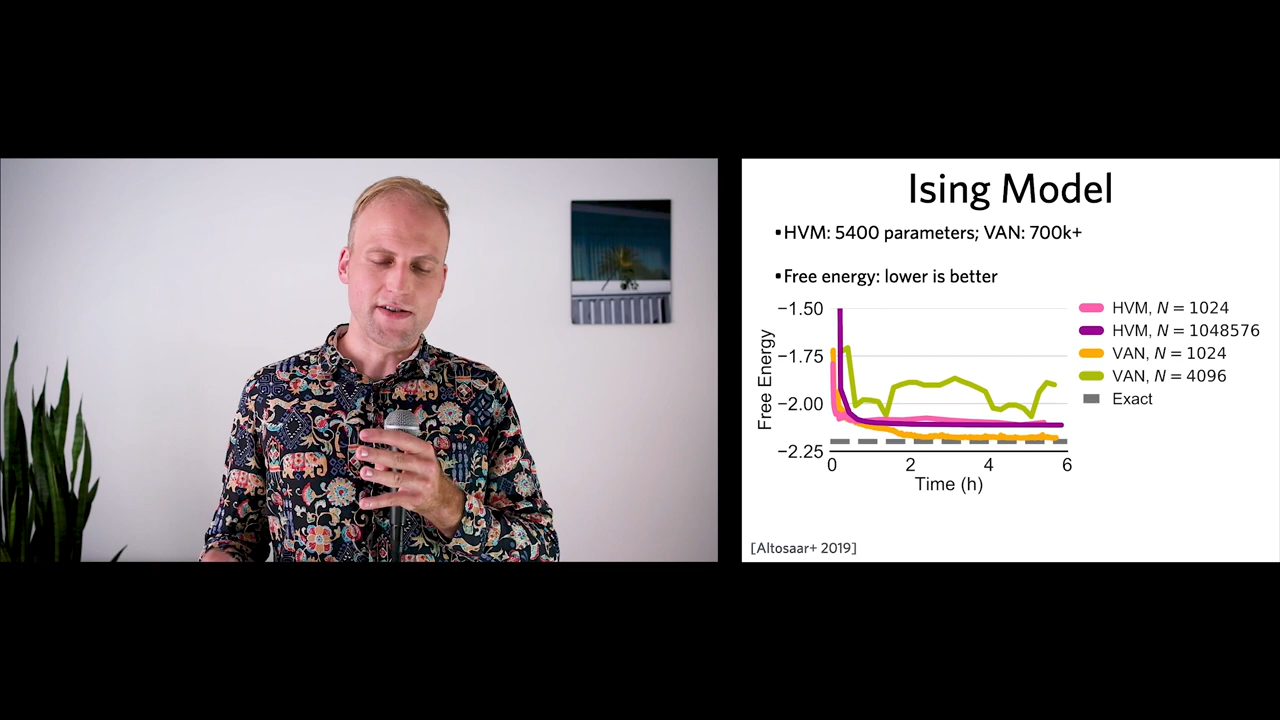 Ising Model
▪HVM: 5400 parameters; VAN: 700k+
▪Free energy: lower is better
Free Energy
−1.50
−1.75
−2.00
−2.25
0 2 4 6
Time (h)
HVM, N = 1024
HVM, N = 1048576
VAN, N = 1024
VAN, N = 4096
Exact
[Altosaar+ 2019]